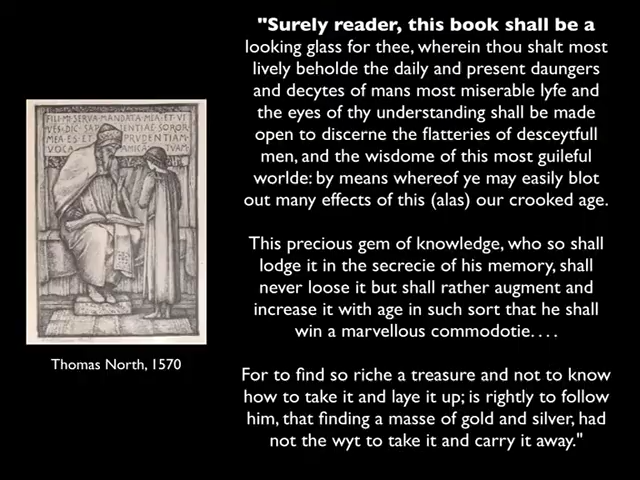 "Surely reader, this book shall be a
looking glass for thee, wherein thou shalt most
lively beholde the daily and present daungers
and decytes of mans most miserable lyfe and
the eyes of thy understanding shall be made
open to discerne the flatteries of desceytfull
men, and the wisdome of this most guileful
worlde: by means whereof ye may easily blot
out many effects of this (alas) our crooked age.
This precious gem of knowledge, who so shall
lodge it in the secrecie of his memory, shall
never loose it but shall rather augment and
increase it with age in such sort that he shall
win a marvellous commodotie. . . .
For to find so riche a treasure and not to know
how to take it and laye it up; is rightly to follow
him, that finding a masse of gold and silver, had
not the wyt to take it and carry it away."
FILI MI SERVA MANDATA MEA ET VI
VES DIC SAPIENTIAE SOROR
MEA ES ET PRUDENTIAM
VOCA AMICA TVAM
Thomas North, 1570